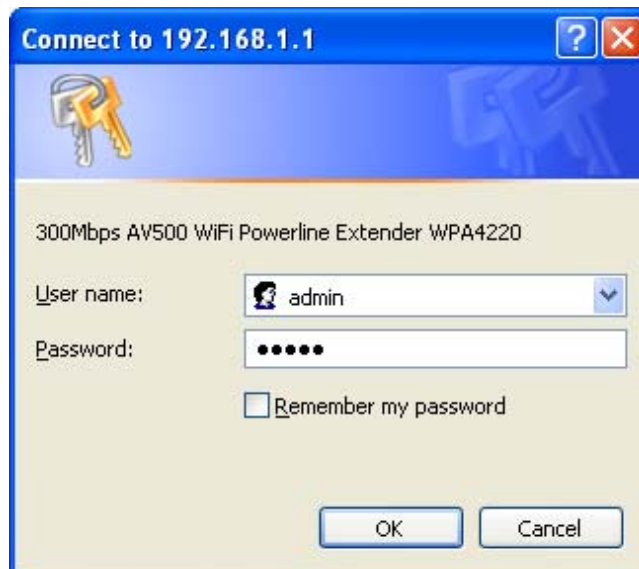 Connect to 192.168.1.1
300Mbps AV500 WiFi Powerline Extender WPA4220
User name: admin
Password: •••••
Remember my password
OK Cancel